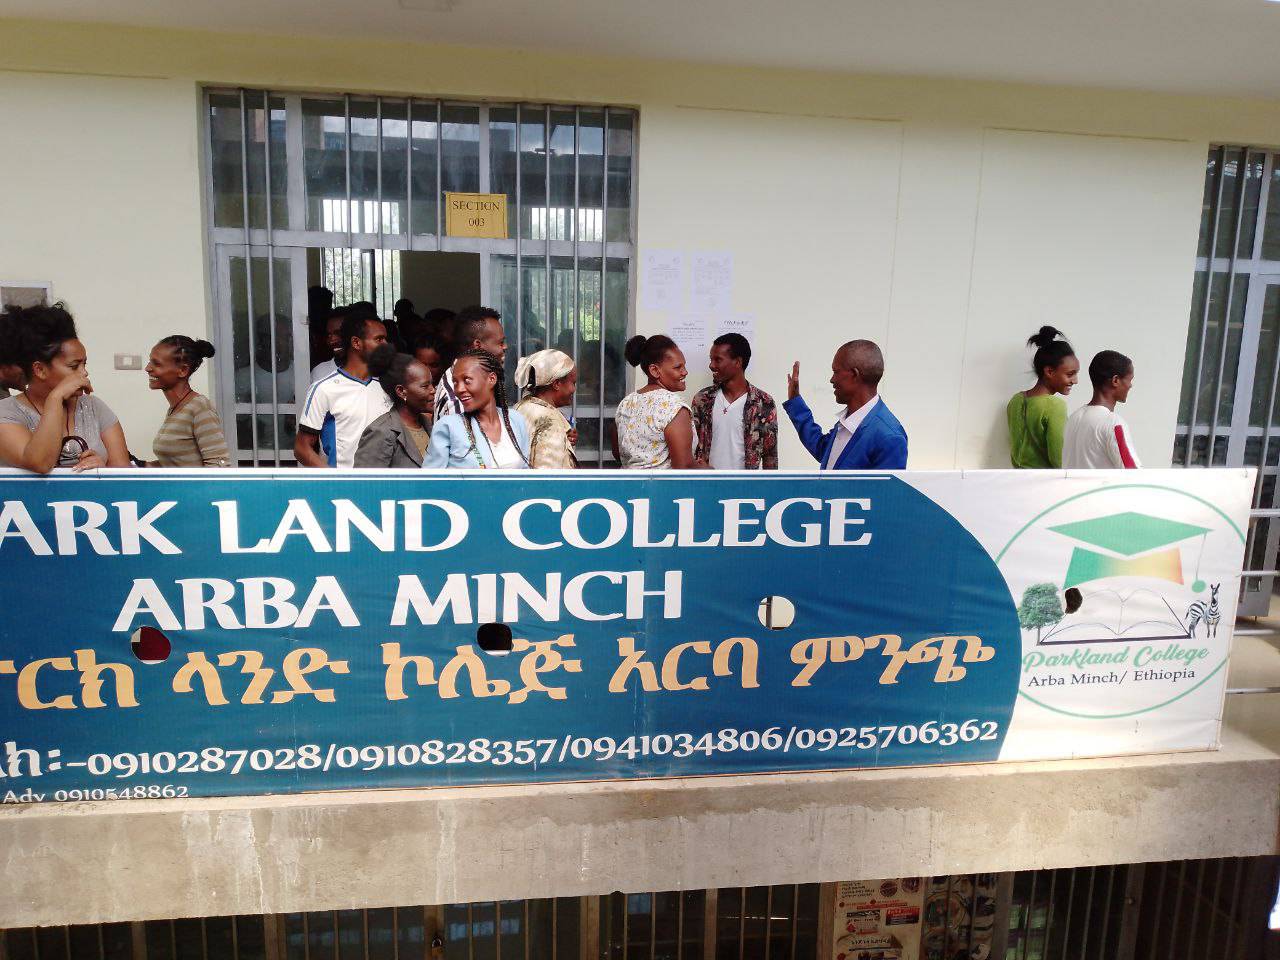 SECTION
003
ARK LAND COLLEGE
ARBA MINCH
ፓርክ ላንድ ኮሌጅ አርባ ምንጭ
-0910287028/0910828357/0941034806/0925706362
Adv 0910548862
Parkland College
Arba Minch/ Ethiopia